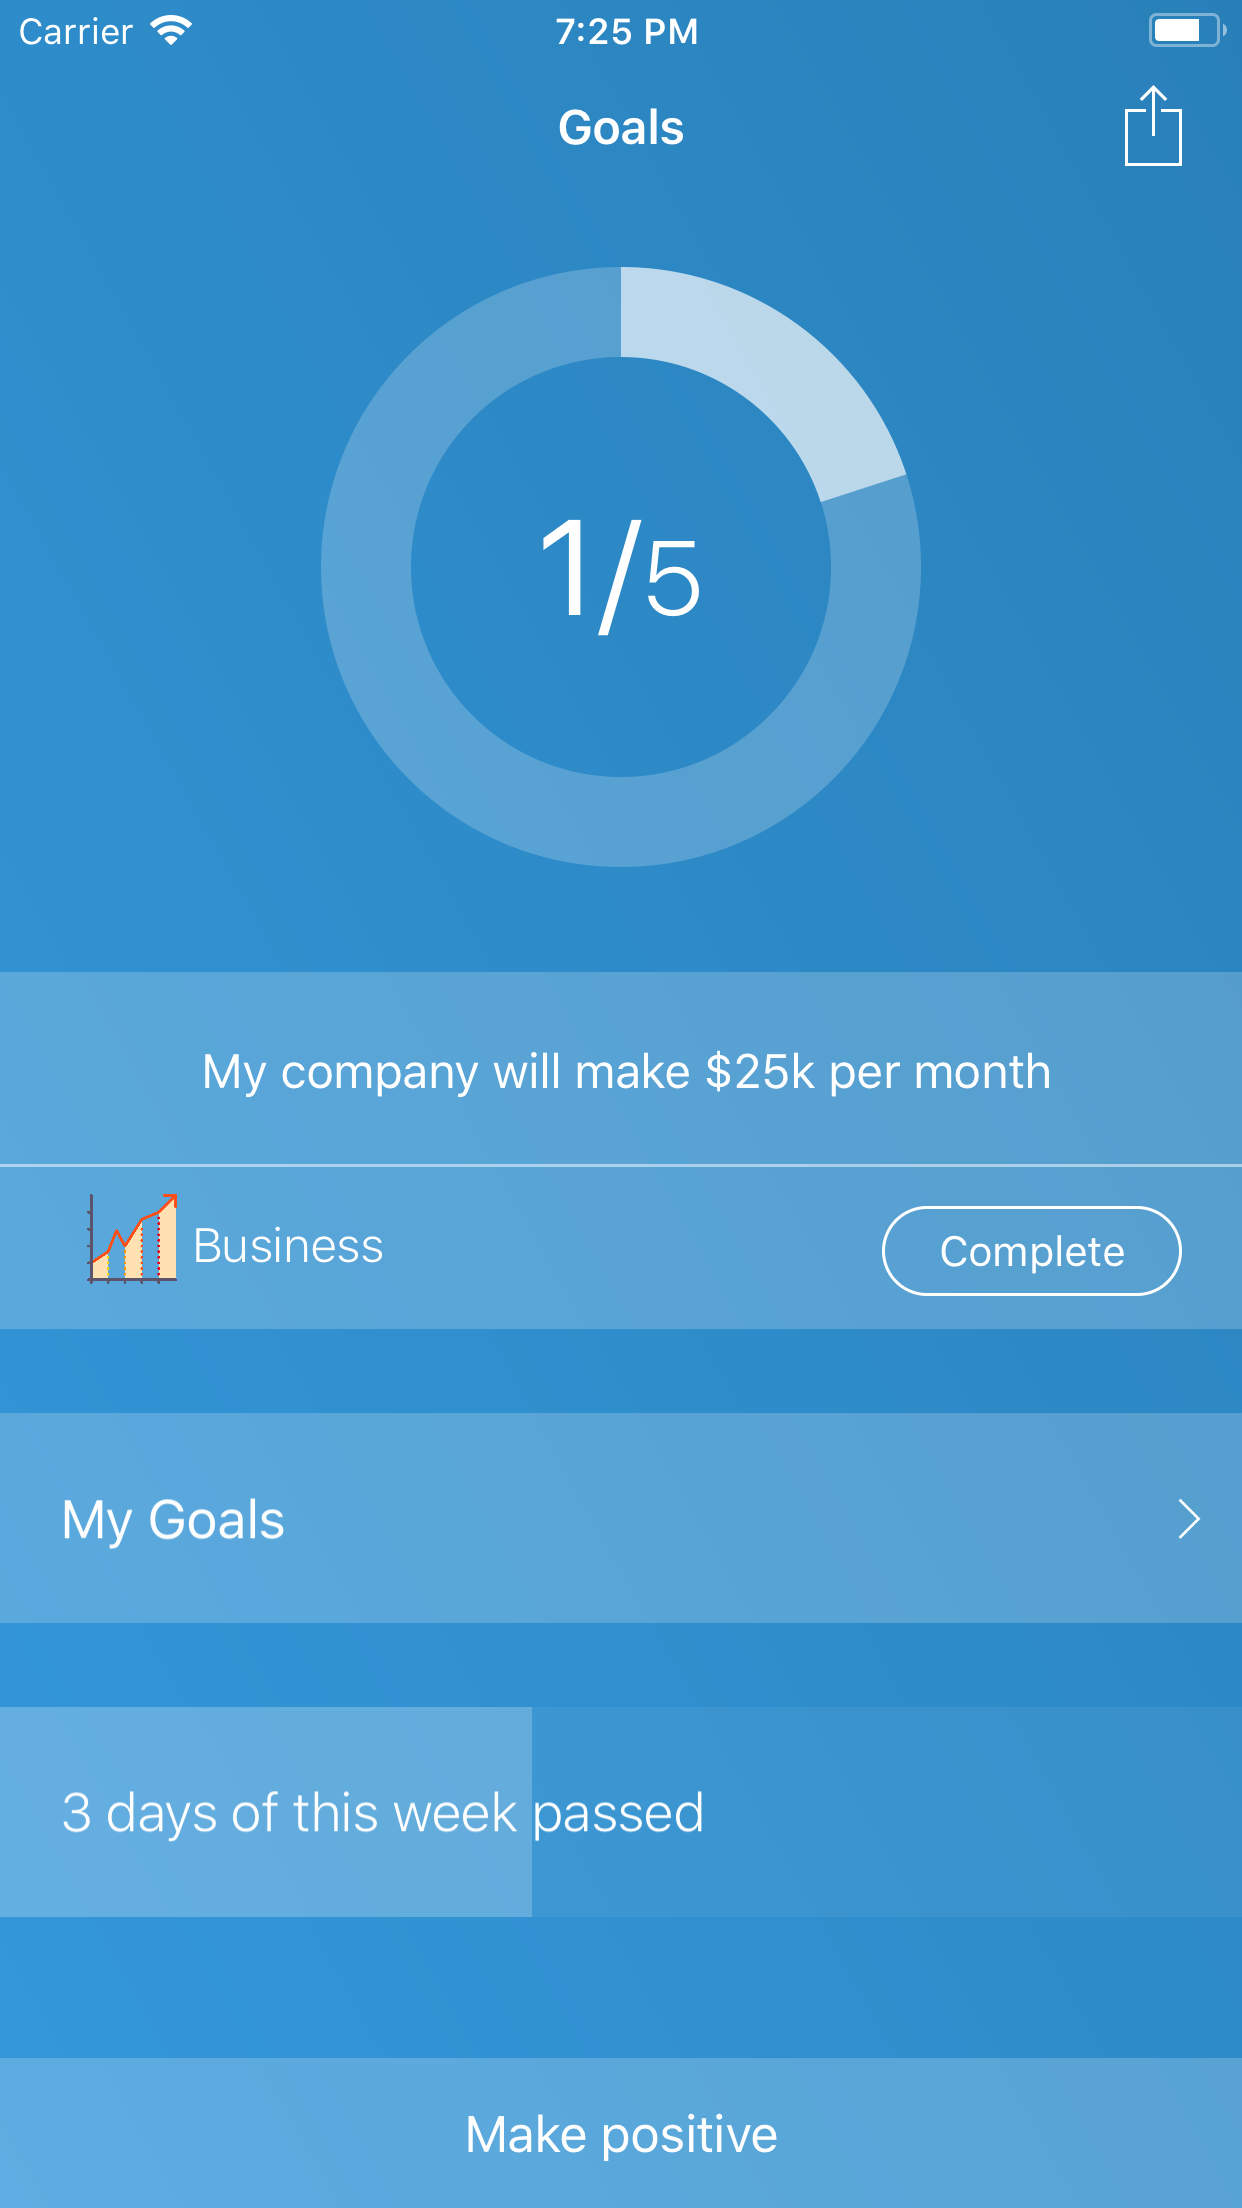 Carrier 7:25 PM
Goals
1/5
My company will make $25k per month
Business Complete
My Goals
3 days of this week passed
Make positive